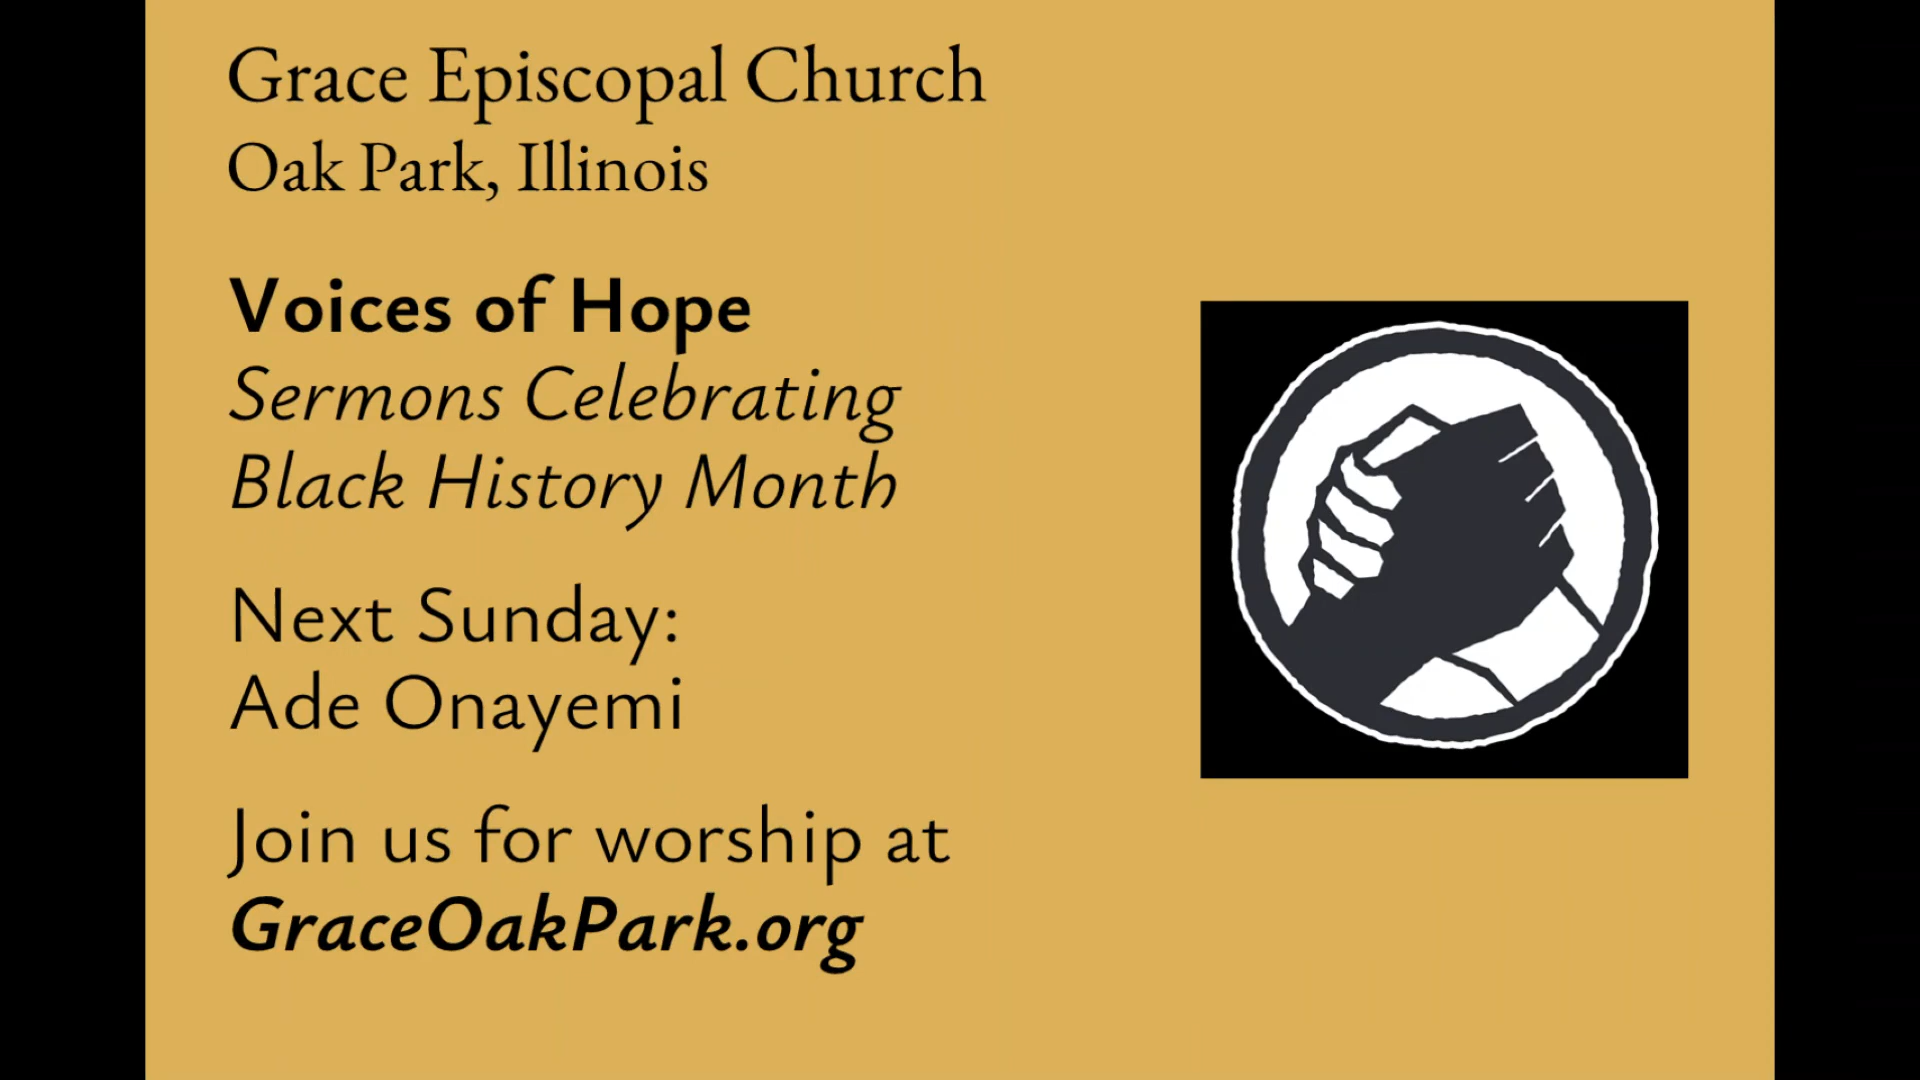 Grace Episcopal Church
Oak Park, Illinois
Voices of Hope
Sermons Celebrating
Black History Month
Next Sunday:
Ade Onayemi
Join us for worship at
GraceOakPark.org